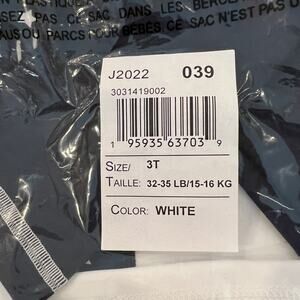 SEZ PAS CE SAC DANS LES BERCEAU
AUX OU PARCS POUR BÉBÉS. CE SAC N'EST PAS UN
J2022 039
3031419002
1 95935 63703 9
SIZE/ 3T
TAILLE: 32-35 LB/15-16 KG
COLOR: WHITE